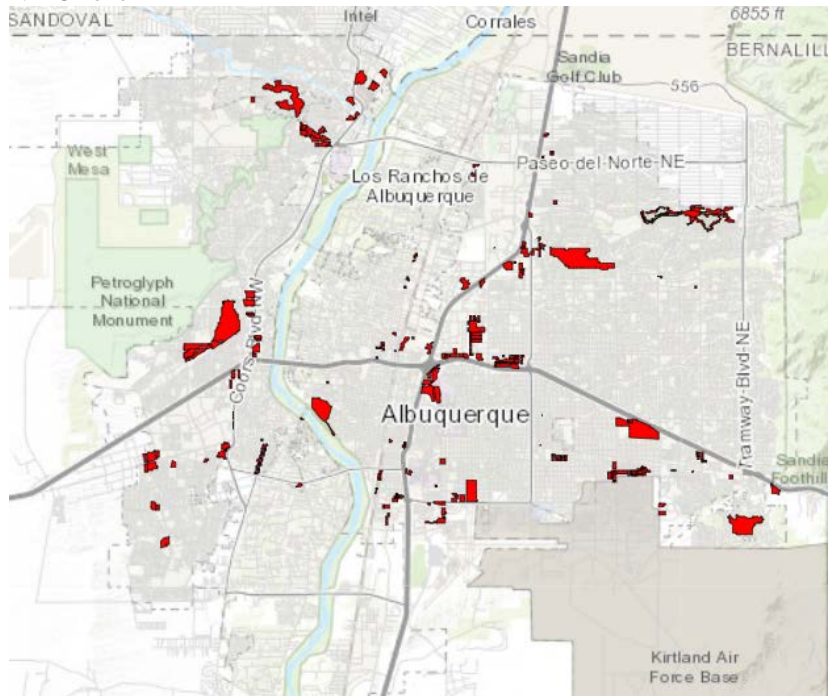 SANDOVAL
Intel
Corrales
6855 ft
BERNALILL
Sandia
Golf Club
556
West
Mesa
Paseo-del-Norte-NE
Los Ranchos de
Albuquerque
Petroglyph
National
Monument
Coors-Blvd-NW
Tramway-Blvd-NE
Albuquerque
Sandia
Foothill
Kirtland Air
Force Base